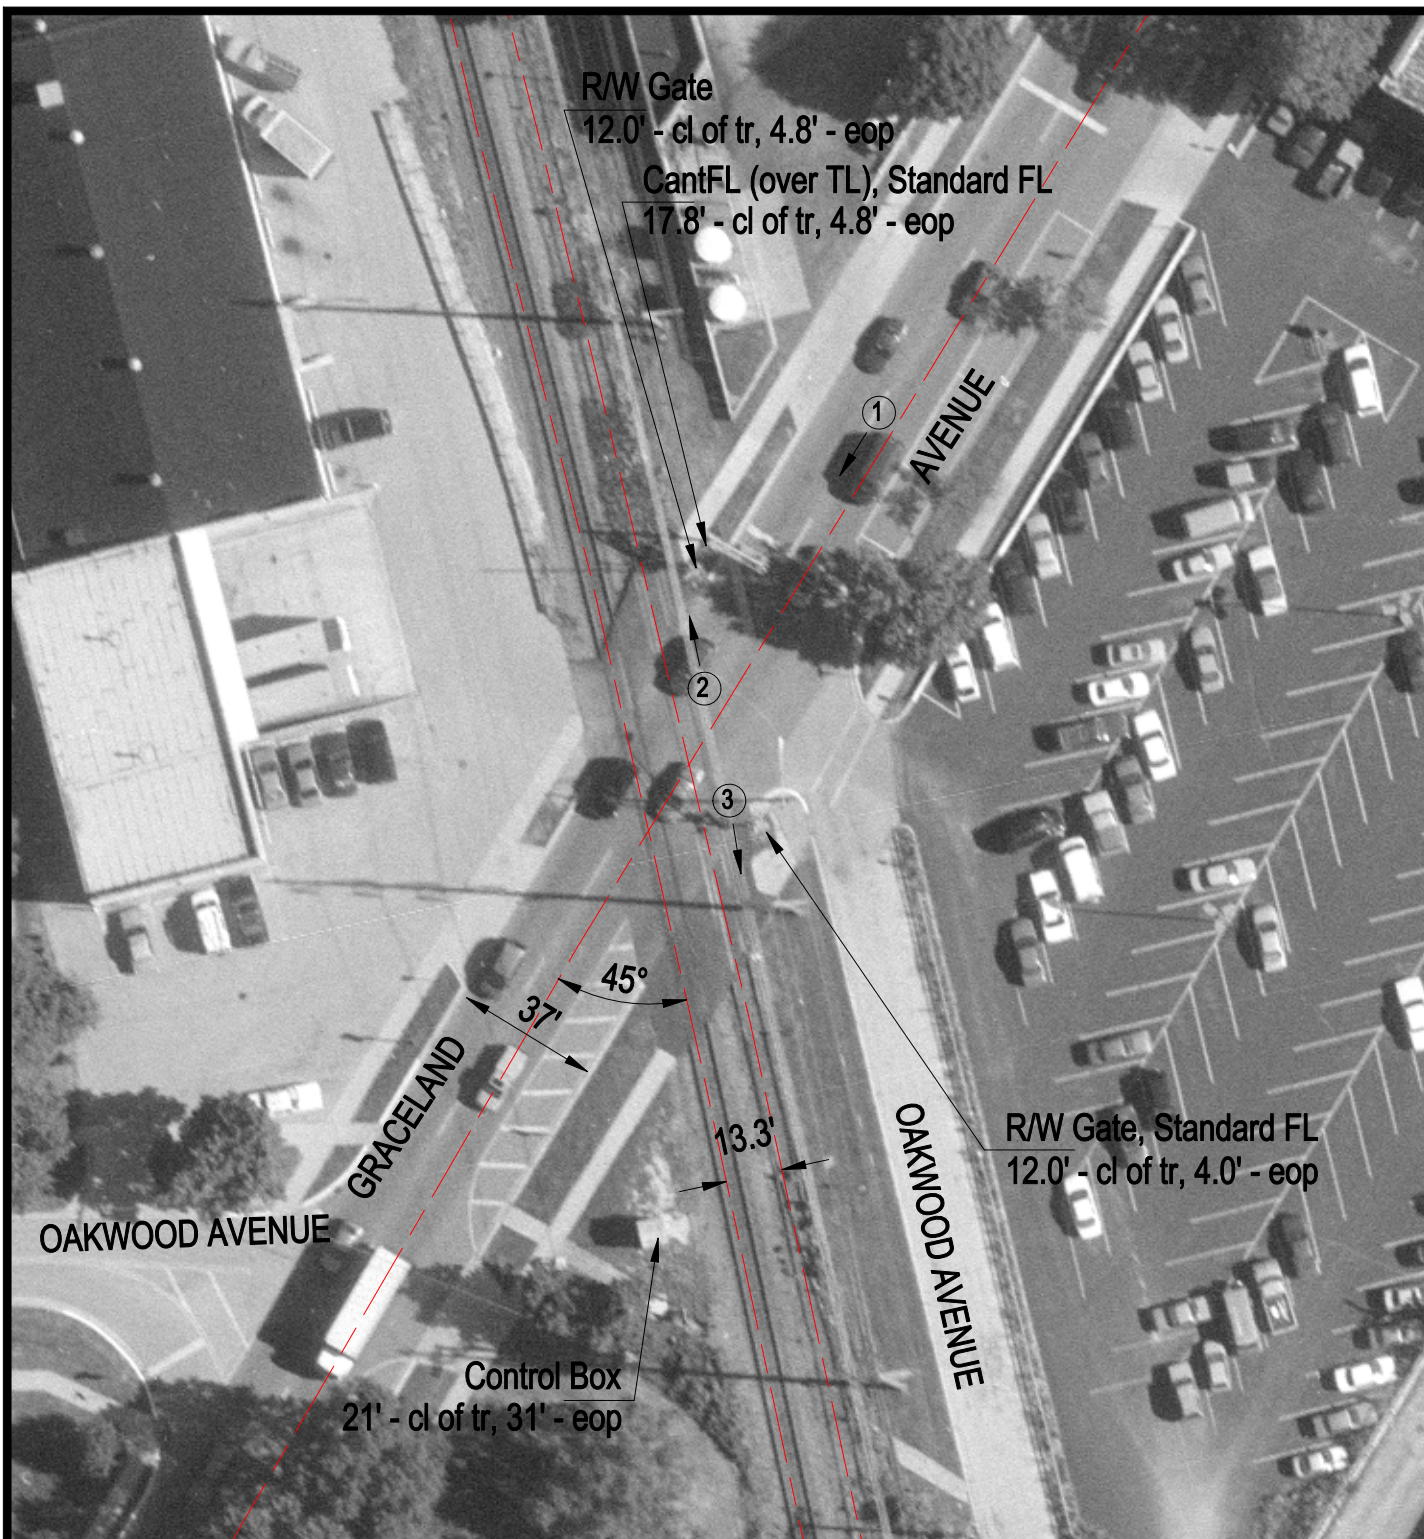 R/W Gate
12.0' - cl of tr, 4.8' - eop
CantFL (over TL), Standard FL
17.8' - cl of tr, 4.8' - eop
1
AVENUE
2
3
45°
37'
GRACELAND
13.3'
OAKWOOD AVENUE
R/W Gate, Standard FL
12.0' - cl of tr, 4.0' - eop
OAKWOOD AVENUE
Control Box
21' - cl of tr, 31' - eop